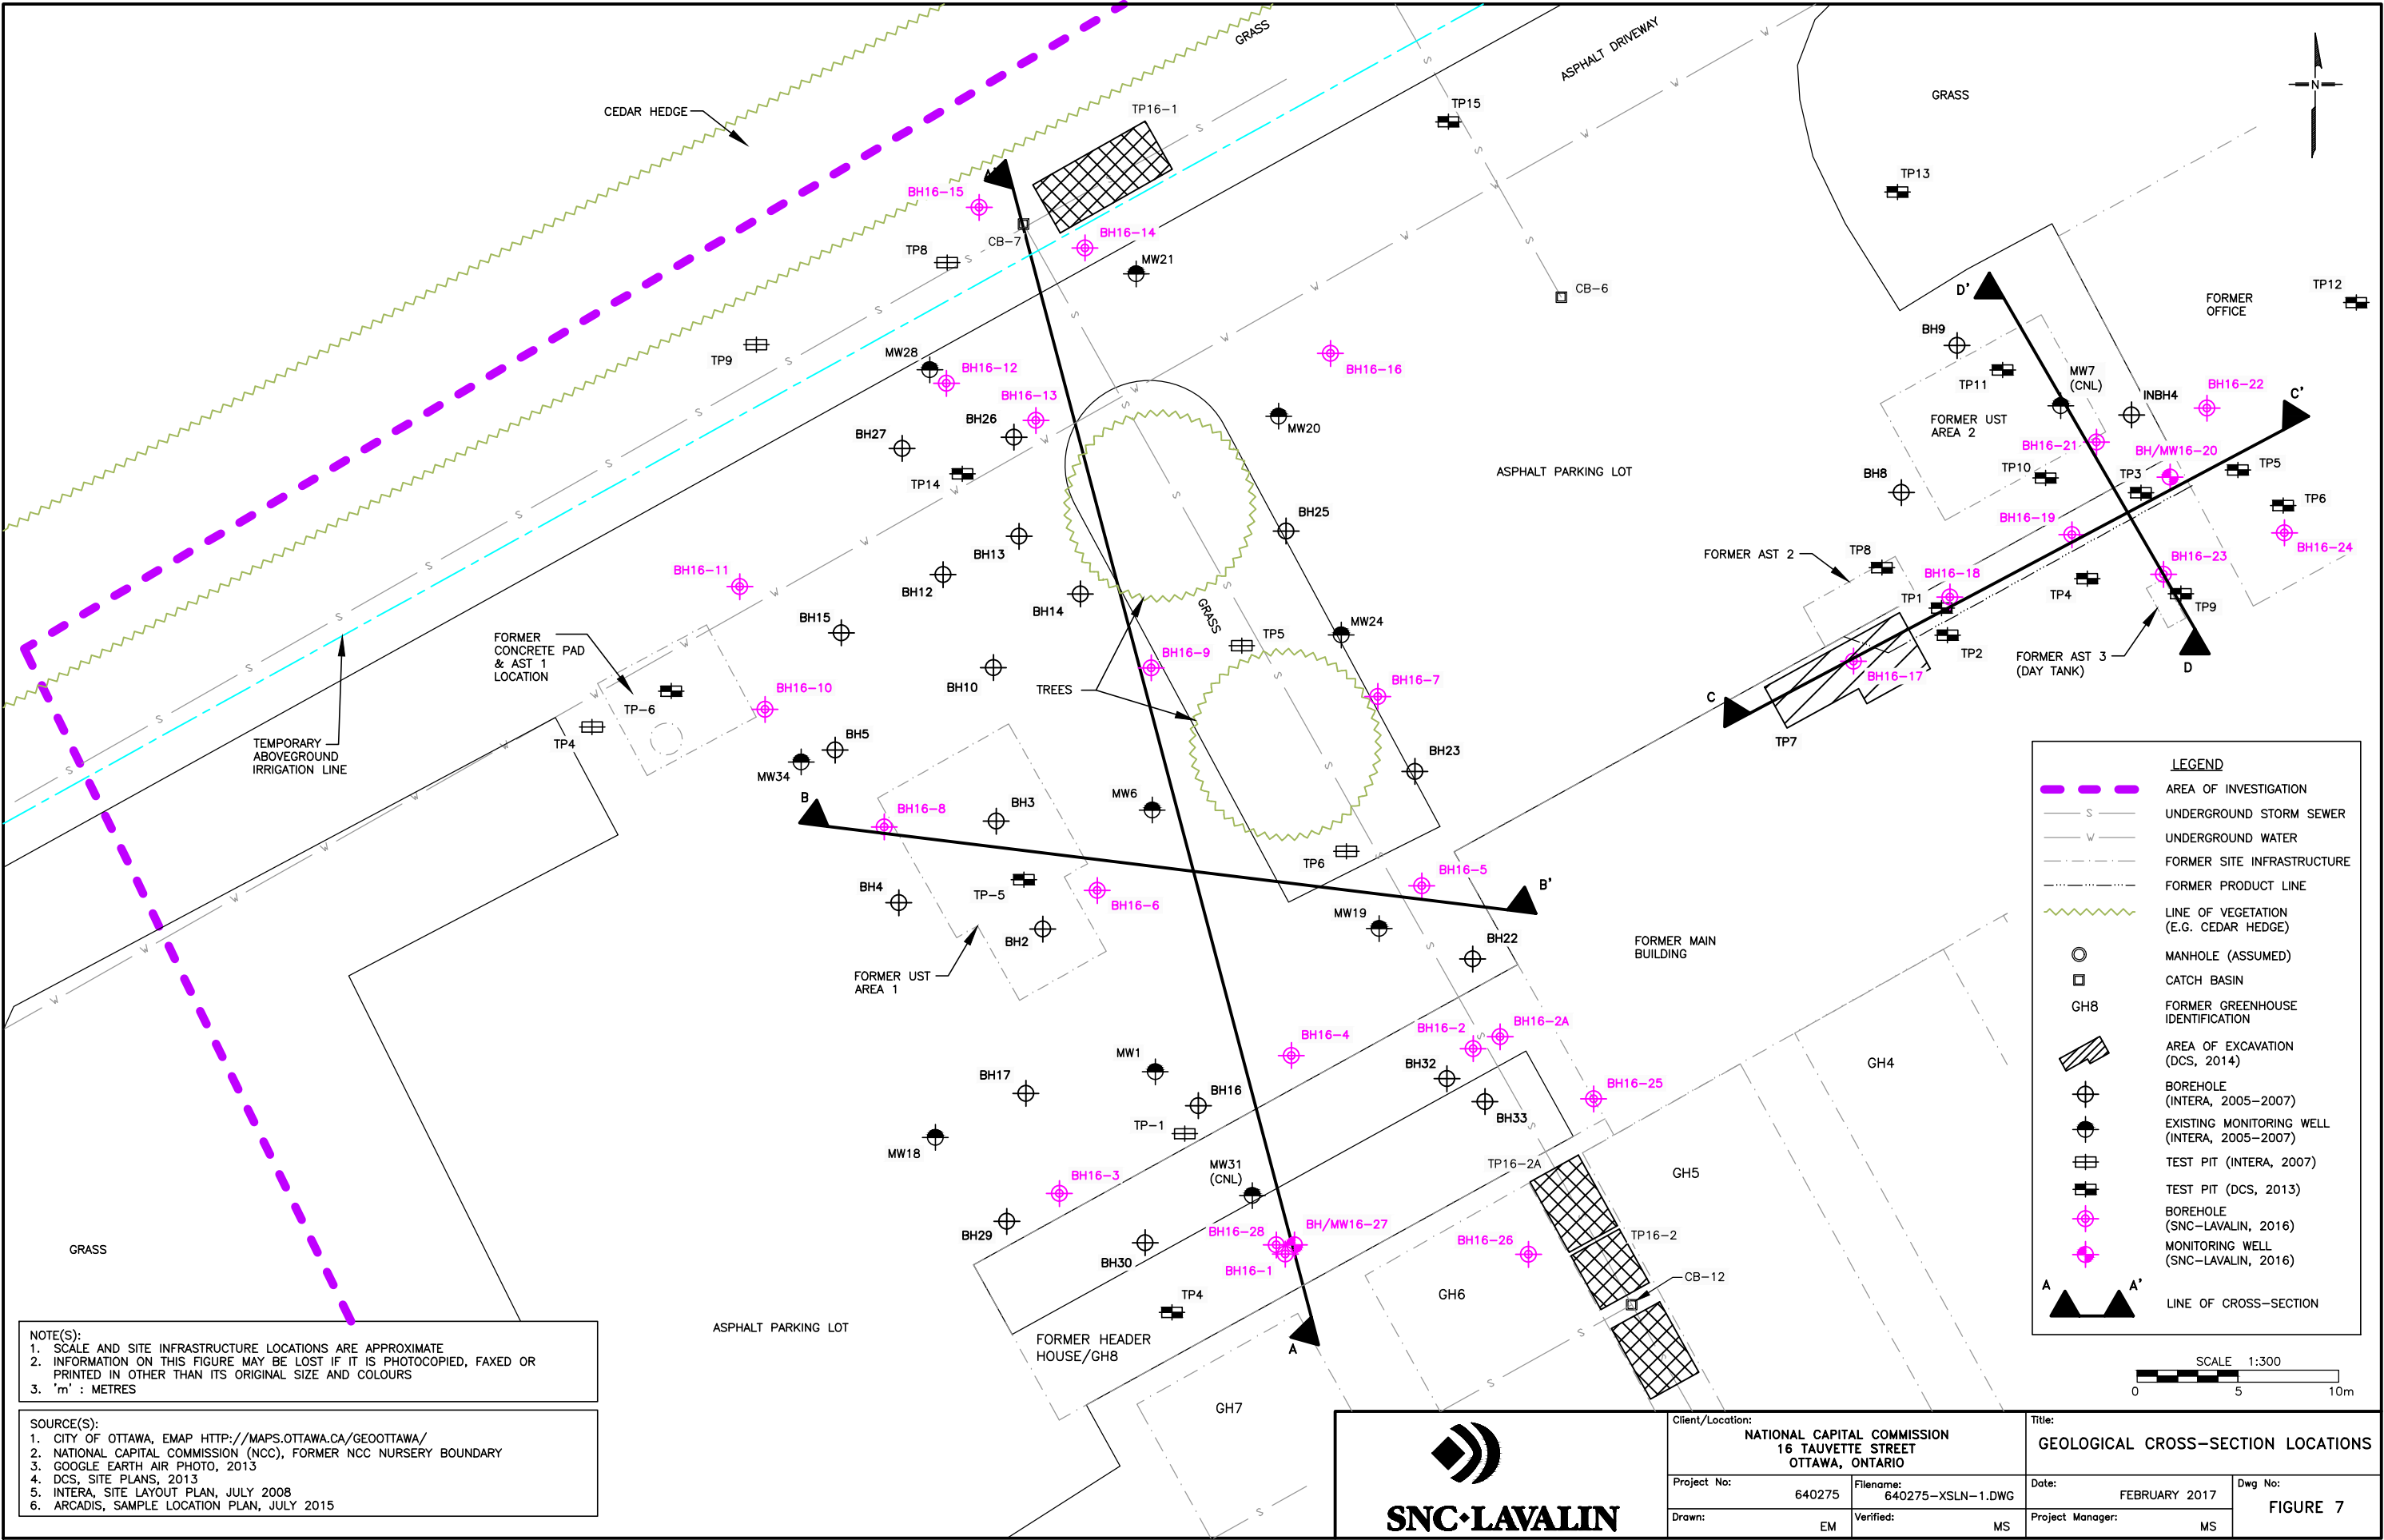 CEDAR HEDGE
GRASS
ASPHALT DRIVEWAY
GRASS
N
TP16-1
TP15
TP13
TP12
BH16-15
A'
CB-7
BH16-14
TP8
MW21
CB-6
D'
FORMER
OFFICE
TP9
MW28
BH16-12
BH16-13
BH26
BH27
TP14
BH16-16
MW20
BH9
TP11
MW7
(CNL)
INBH4
BH16-22
C'
FORMER UST
AREA 2
BH16-21
BH/MW16-20
TP10
TP3
TP5
TP6
BH8
ASPHALT PARKING LOT
BH25
BH16-19
BH16-24
BH13
BH12
BH14
BH16-11
BH15
FORMER AST 2
TP8
BH16-18
TP1
TP4
BH16-23
TP9
TP2
FORMER AST 3
(DAY TANK)
D
FORMER
CONCRETE PAD
& AST 1
LOCATION
GRASS
TP5
MW24
BH16-9
BH10
TREES
BH16-7
BH16-17
C
TP7
BH16-10
TP-6
TP4
BH5
MW34
TEMPORARY
ABOVEGROUND
IRRIGATION LINE
BH23
B
BH16-8
BH3
MW6
TP6
BH16-5
B'
BH4
TP-5
BH16-6
BH2
MW19
BH22
FORMER UST
AREA 1
FORMER MAIN
BUILDING
BH16-4
BH16-2
BH16-2A
MW1
BH17
BH16
TP-1
BH32
BH33
BH16-25
GH4
MW18
BH16-3
MW31
(CNL)
TP16-2A
GH5
BH29
BH30
BH16-28
BH/MW16-27
BH16-1
BH16-26
TP16-2
CB-12
GH6
TP4
GRASS
ASPHALT PARKING LOT
FORMER HEADER
HOUSE/GH8
A
GH7
LEGEND
AREA OF INVESTIGATION
S UNDERGROUND STORM SEWER
W UNDERGROUND WATER
FORMER SITE INFRASTRUCTURE
FORMER PRODUCT LINE
LINE OF VEGETATION
(E.G. CEDAR HEDGE)
MANHOLE (ASSUMED)
CATCH BASIN
GH8 FORMER GREENHOUSE
IDENTIFICATION
AREA OF EXCAVATION
(DCS, 2014)
BOREHOLE
(INTERA, 2005-2007)
EXISTING MONITORING WELL
(INTERA, 2005-2007)
TEST PIT (INTERA, 2007)
TEST PIT (DCS, 2013)
BOREHOLE
(SNC-LAVALIN, 2016)
MONITORING WELL
(SNC-LAVALIN, 2016)
A A' LINE OF CROSS-SECTION
SCALE 1:300
0 5 10m
NOTE(S):
1. SCALE AND SITE INFRASTRUCTURE LOCATIONS ARE APPROXIMATE
2. INFORMATION ON THIS FIGURE MAY BE LOST IF IT IS PHOTOCOPIED, FAXED OR
PRINTED IN OTHER THAN ITS ORIGINAL SIZE AND COLOURS
3. 'm' : METRES
SOURCE(S):
1. CITY OF OTTAWA, EMAP HTTP://MAPS.OTTAWA.CA/GEOOTTAWA/
2. NATIONAL CAPITAL COMMISSION (NCC), FORMER NCC NURSERY BOUNDARY
3. GOOGLE EARTH AIR PHOTO, 2013
4. DCS, SITE PLANS, 2013
5. INTERA, SITE LAYOUT PLAN, JULY 2008
6. ARCADIS, SAMPLE LOCATION PLAN, JULY 2015
SNC·LAVALIN
Client/Location:
NATIONAL CAPITAL COMMISSION
16 TAUVETTE STREET
OTTAWA, ONTARIO
Title:
GEOLOGICAL CROSS-SECTION LOCATIONS
Project No: 640275
Filename: 640275-XSLN-1.DWG
Date: FEBRUARY 2017
Dwg No:
FIGURE 7
Drawn: EM
Verified: MS
Project Manager: MS